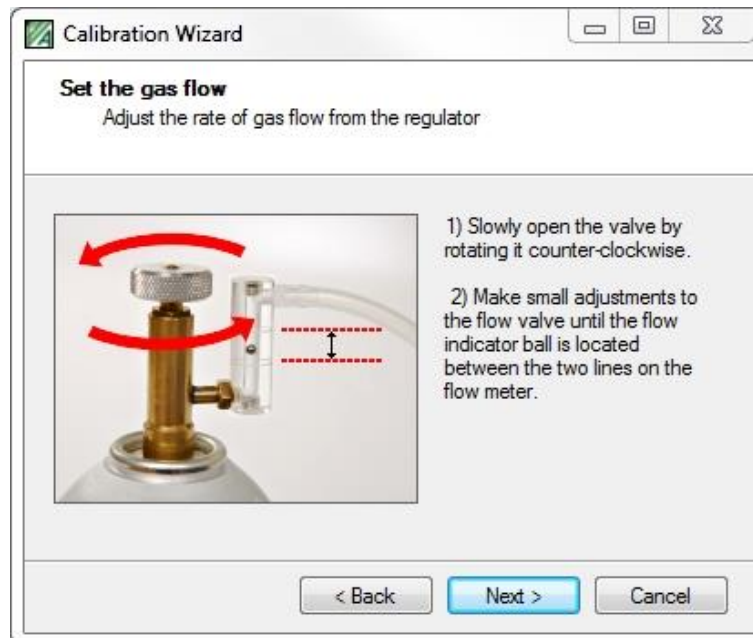 Calibration Wizard
Set the gas flow
Adjust the rate of gas flow from the regulator
1) Slowly open the valve by
rotating it counter-clockwise.
2) Make small adjustments to
the flow valve until the flow
indicator ball is located
between the two lines on the
flow meter.
< Back
Next >
Cancel